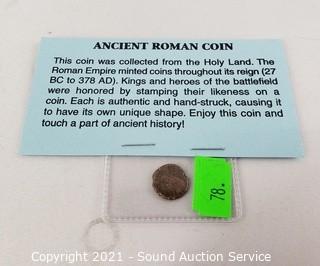 ANCIENT ROMAN COIN
This coin was collected from the Holy Land. The
Roman Empire minted coins throughout its reign (27
BC to 378 AD). Kings and heroes of the battlefield
were honored by stamping their likeness on a
coin. Each is authentic and hand-struck, causing it
to have its own unique shape. Enjoy this coin and
touch a part of ancient history!
78.
Copyright 2021 - Sound Auction Service